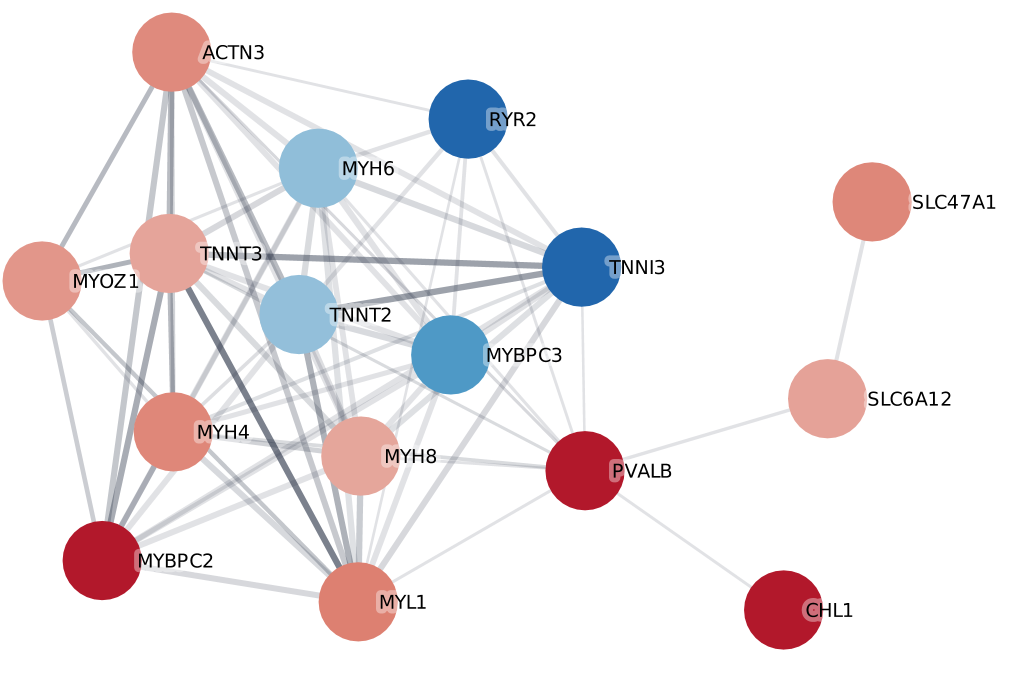 ACTN3
RYR2
MYH6
SLC47A1
TNNT3
TNNI3
MYOZ1
TNNT2
MYBPC3
SLC6A12
MYH4
MYH8
PVALB
MYBPC2
MYL1
CHL1